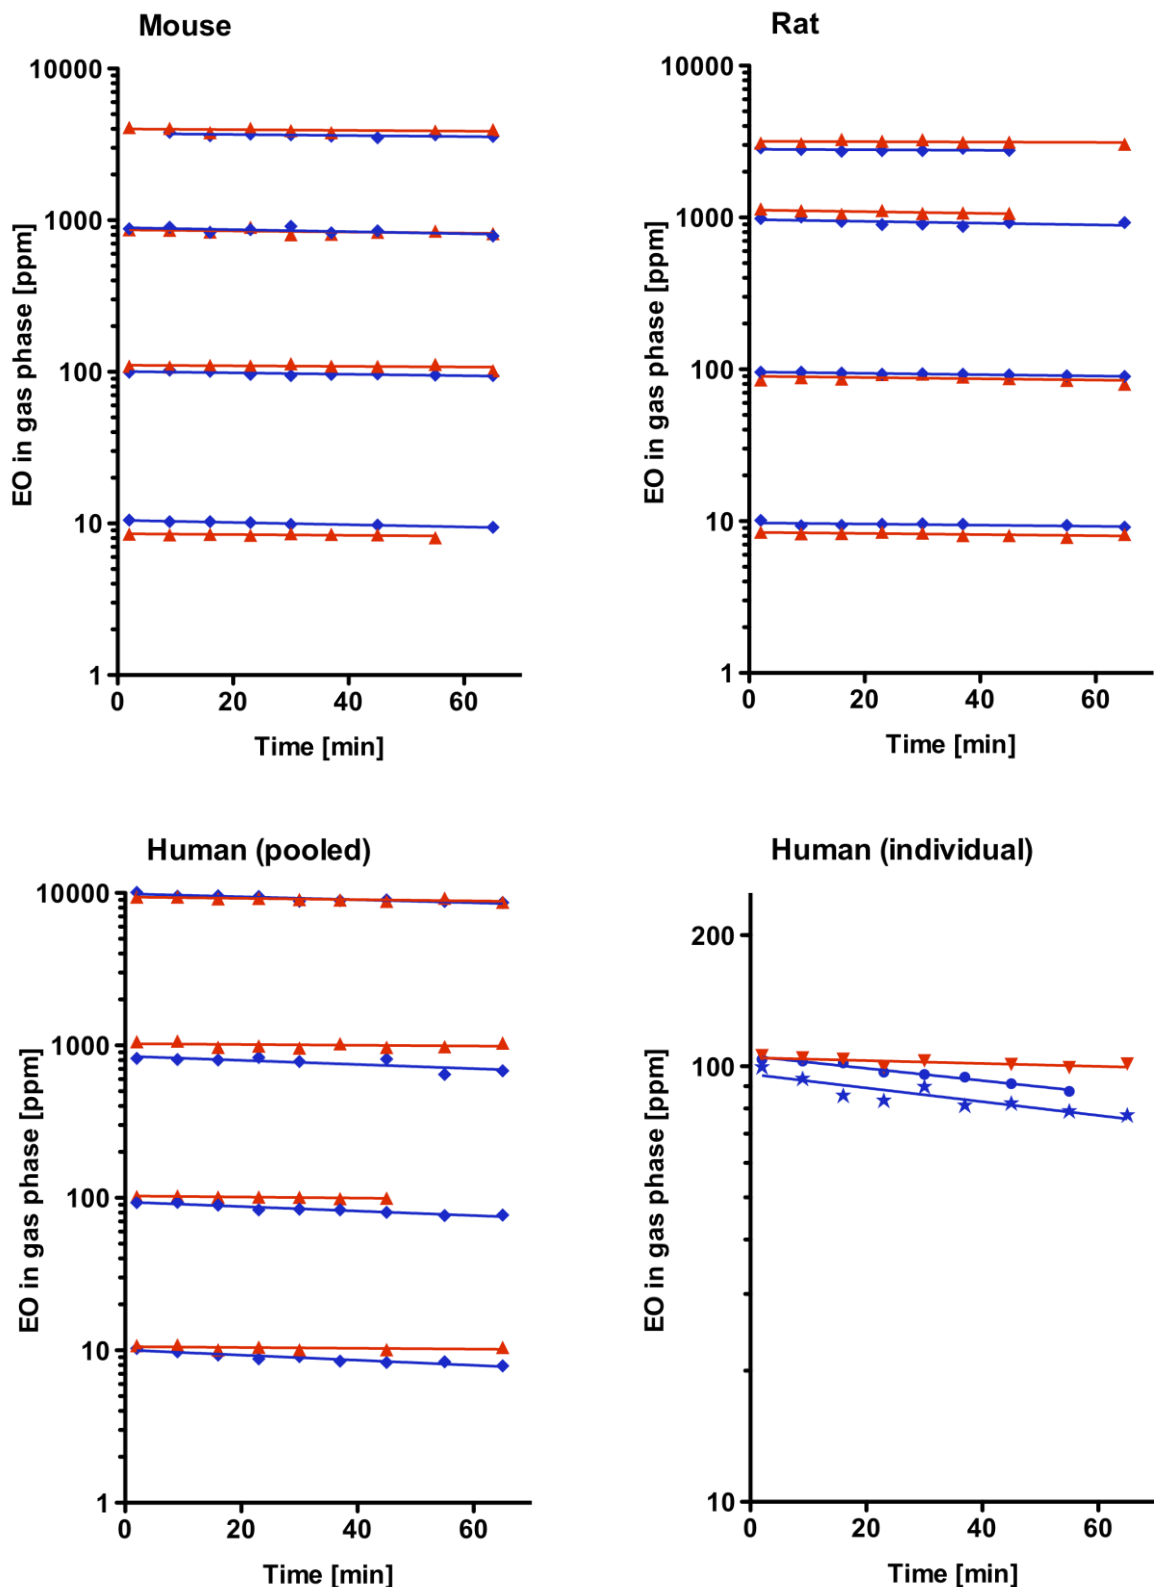 Mouse
10000
1000
100
10
1
0 20 40 60
EO in gas phase [ppm]
Time [min]
Rat
10000
1000
100
10
1
0 20 40 60
EO in gas phase [ppm]
Time [min]
Human (pooled)
10000
1000
100
10
1
0 20 40 60
EO in gas phase [ppm]
Time [min]
Human (individual)
200
100
10
0 20 40 60
EO in gas phase [ppm]
Time [min]